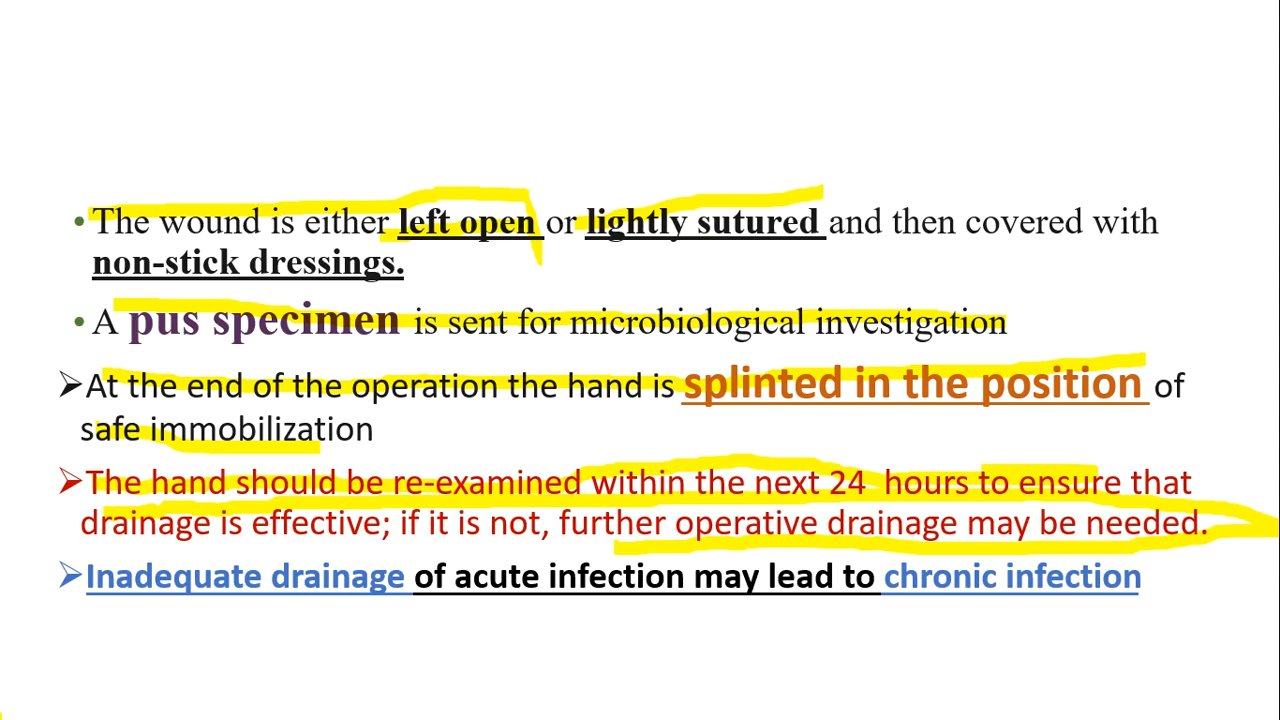 • The wound is either left open or lightly sutured and then covered with
non-stick dressings.
• A pus specimen is sent for microbiological investigation
➢At the end of the operation the hand is splinted in the position of
safe immobilization
➢The hand should be re-examined within the next 24 hours to ensure that
drainage is effective; if it is not, further operative drainage may be needed.
➢Inadequate drainage of acute infection may lead to chronic infection